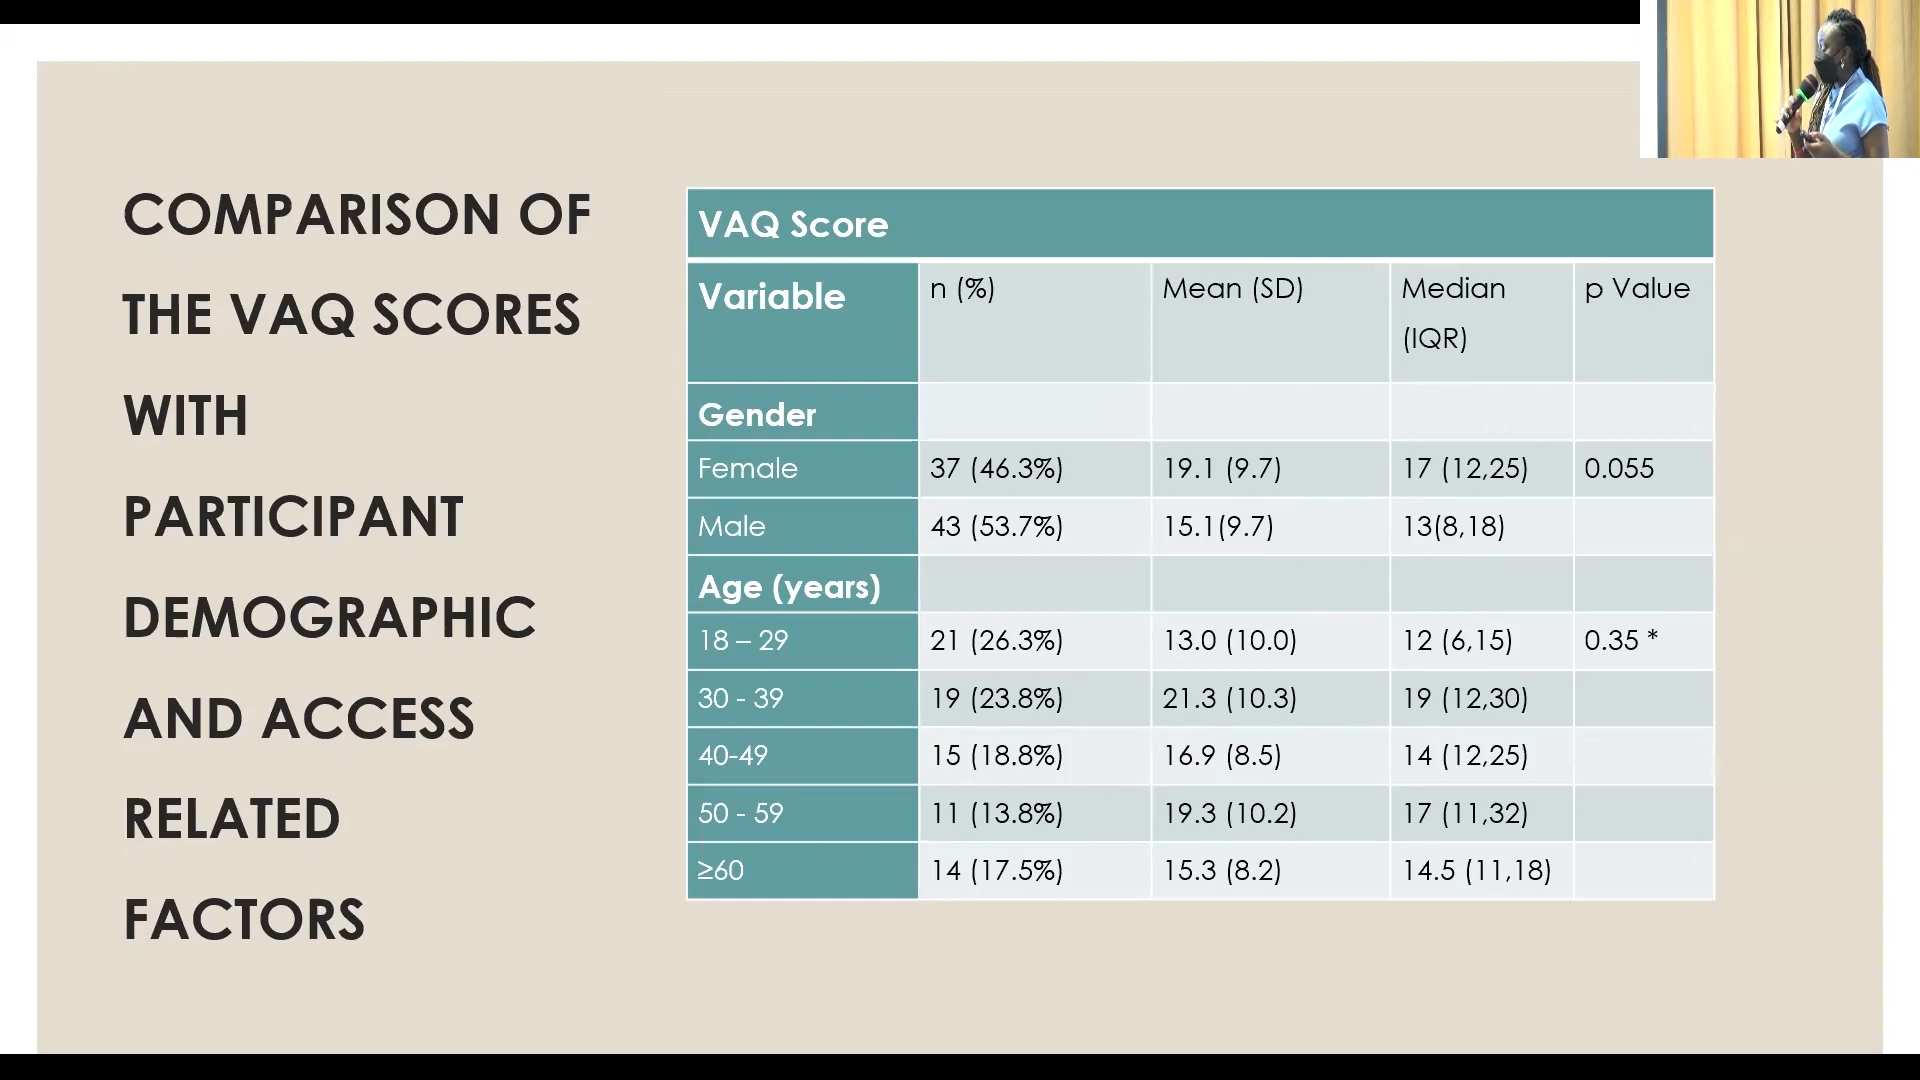 COMPARISON OF
THE VAQ SCORES
WITH
PARTICIPANT
DEMOGRAPHIC
AND ACCESS
RELATED
FACTORS
VAQ Score
Variable n (%) Mean (SD) Median (IQR) p Value
Gender
Female 37 (46.3%) 19.1 (9.7) 17 (12,25) 0.055
Male 43 (53.7%) 15.1(9.7) 13(8,18)
Age (years)
18 – 29 21 (26.3%) 13.0 (10.0) 12 (6,15) 0.35 *
30 - 39 19 (23.8%) 21.3 (10.3) 19 (12,30)
40-49 15 (18.8%) 16.9 (8.5) 14 (12,25)
50 - 59 11 (13.8%) 19.3 (10.2) 17 (11,32)
≥60 14 (17.5%) 15.3 (8.2) 14.5 (11,18)